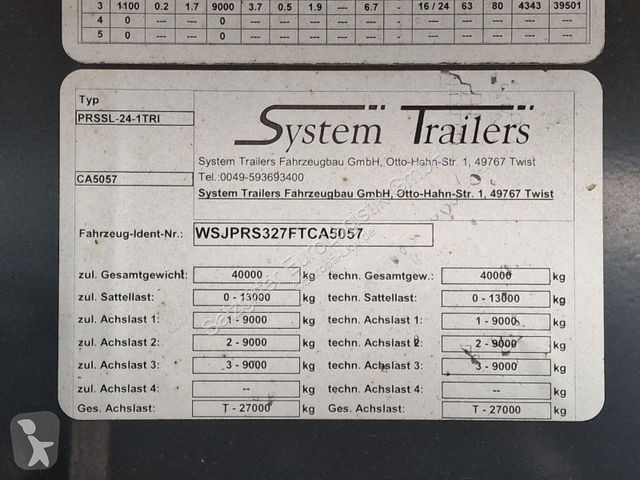 3 1100 0.2 1.7 9000 3.7 0.5 1.9 --- 6.7 - 16 / 24 63 80 4343 39501
4 0 --- --- 0 --- --- --- --- --- --- --- --- --- --- ---
5 0 --- --- 0 --- --- --- --- --- --- --- --- --- --- ---
Typ
PRSSL-24-1TRI
System Trailers
System Trailers Fahrzeugbau GmbH, Otto-Hahn-Str. 1, 49767 Twist
Tel.:0049-593693400
CA5057
System Trailers Fahrzeugbau GmbH, Otto-Hahn-Str. 1, 49767 Twist
Fahrzeug-Ident-Nr.: WSJPRS327FTCA5057
zul. Gesamtgewicht: 40000 kg techn. Gesamtgew.: 40000 kg
zul. Sattellast: 0 - 13000 kg techn. Sattellast: 0 - 13000 kg
zul. Achslast 1: 1 - 9000 kg techn. Achslast 1: 1 - 9000 kg
zul. Achslast 2: 2 - 9000 kg techn. Achslast 2: 2 - 9000 kg
zul. Achslast 3: 3 - 9000 kg techn. Achslast 3: 3 - 9000 kg
zul. Achslast 4: -- kg techn. Achslast 4: -- kg
Ges. Achslast: T - 27000 kg Ges. Achslast: T - 27000 kg